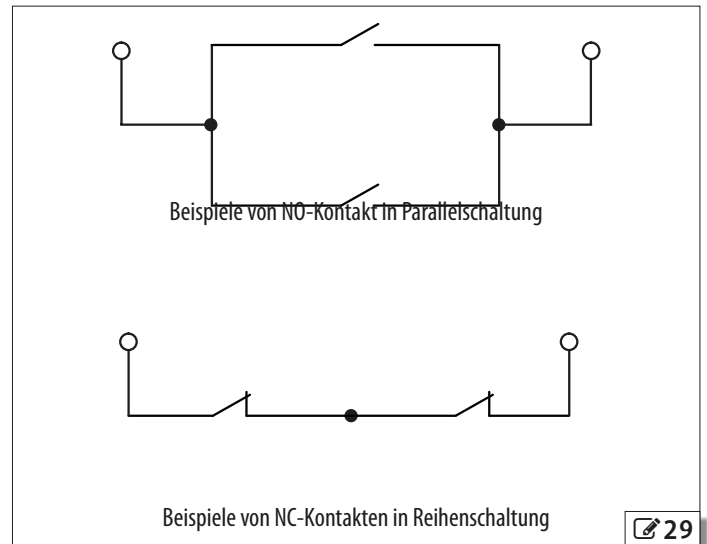 Beispiele von NO-Kontakt in Parallelschaltung
Beispiele von NC-Kontakten in Reihenschaltung
29